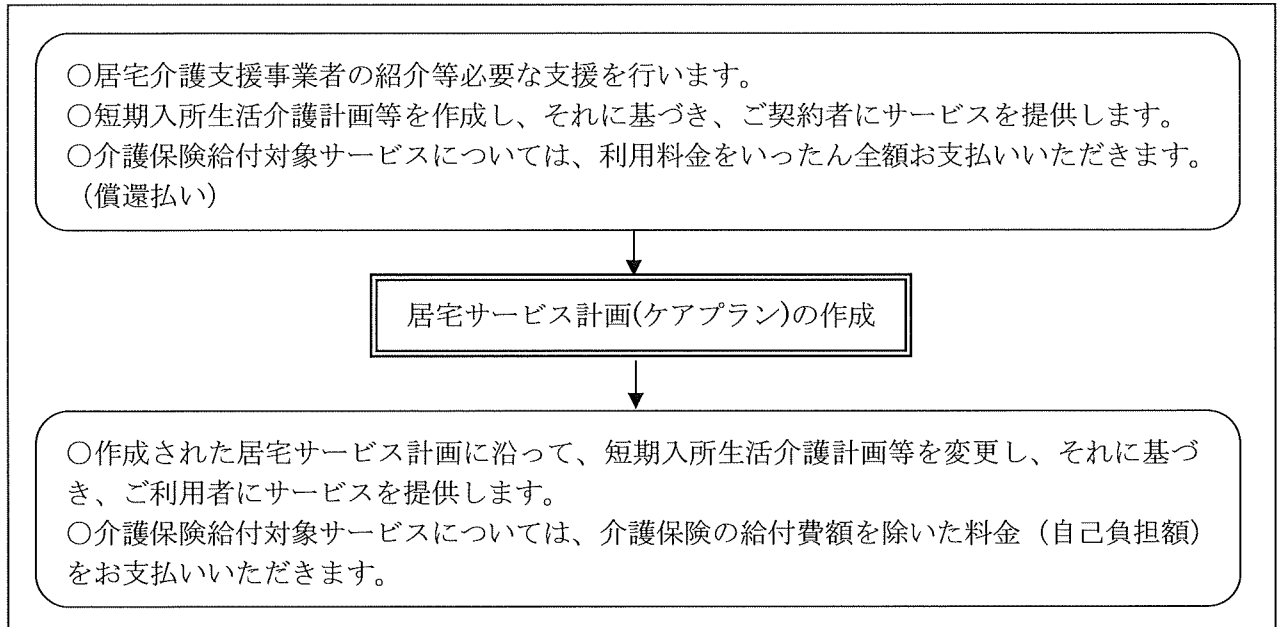 ○居宅介護支援事業者の紹介等必要な支援を行います。
○短期入所生活介護計画等を作成し、それに基づき、ご契約者にサービスを提供します。
○介護保険給付対象サービスについては、利用料金をいったん全額お支払いいただきます。
（償還払い）
居宅サービス計画(ケアプラン)の作成
○作成された居宅サービス計画に沿って、短期入所生活介護計画等を変更し、それに基づ
き、ご利用者にサービスを提供します。
○介護保険給付対象サービスについては、介護保険の給付費額を除いた料金（自己負担額）
をお支払いいただきます。